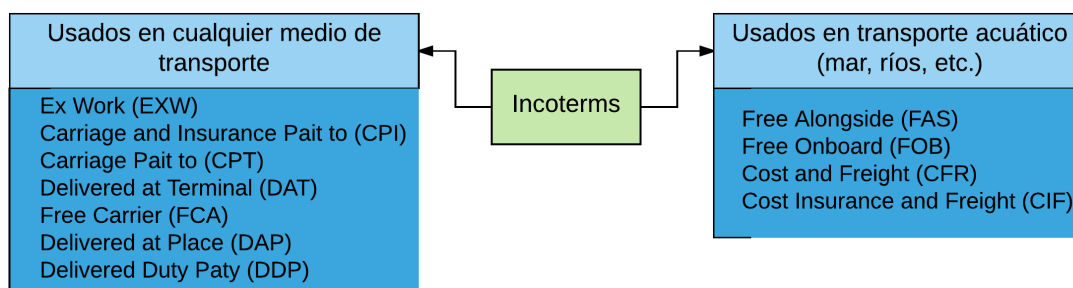 Usados en cualquier medio de
transporte
Ex Work (EXW)
Carriage and Insurance Pait to (CPI)
Carriage Pait to (CPT)
Delivered at Terminal (DAT)
Free Carrier (FCA)
Delivered at Place (DAP)
Delivered Duty Paty (DDP)
Incoterms
Usados en transporte acuático
(mar, ríos, etc.)
Free Alongside (FAS)
Free Onboard (FOB)
Cost and Freight (CFR)
Cost Insurance and Freight (CIF)